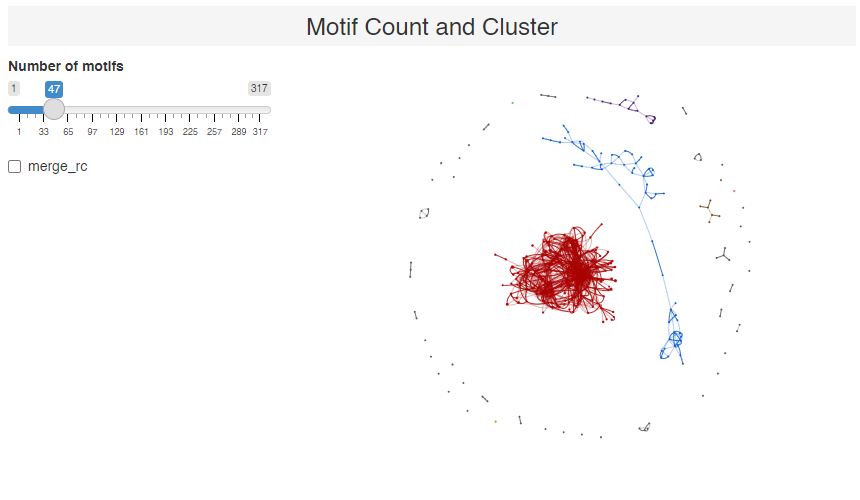 Motif Count and Cluster
Number of motifs
1 47 317
1 33 65 97 129 161 193 225 257 289 317
merge_rc